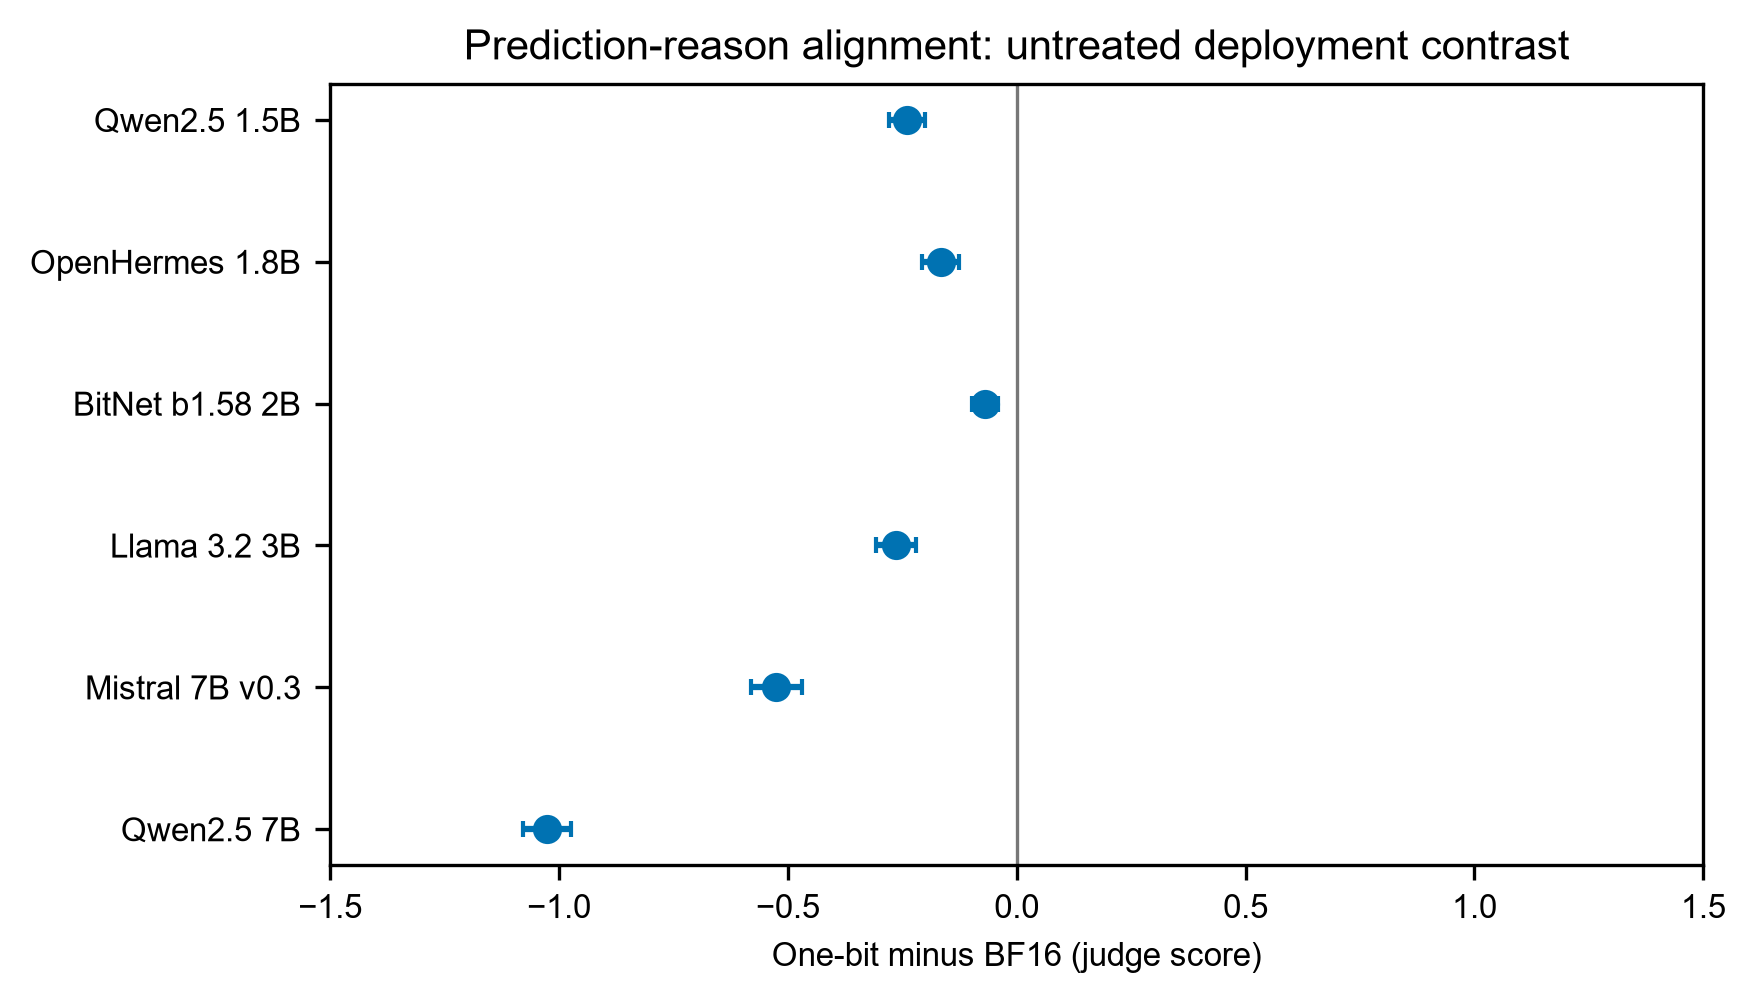 Prediction-reason alignment: untreated deployment contrast
Qwen2.5 1.5B
OpenHermes 1.8B
BitNet b1.58 2B
Llama 3.2 3B
Mistral 7B v0.3
Qwen2.5 7B
−1.5 −1.0 −0.5 0.0 0.5 1.0 1.5
One-bit minus BF16 (judge score)